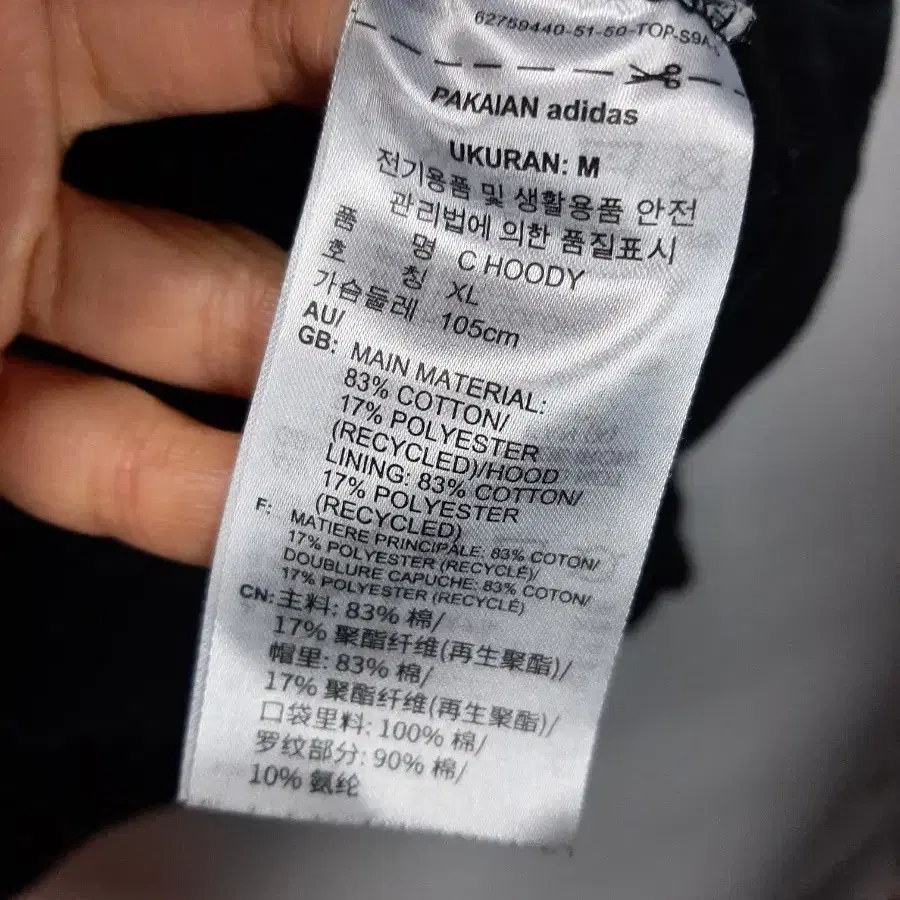 62759440-51-50-TOP-S9A
PAKAIAN adidas
UKURAN: M
전기용품 및 생활용품 안전
관리법에 의한 품질표시
품 명 C HOODY
호 칭 XL
가슴둘레 105cm
AU/
GB: MAIN MATERIAL:
83% COTTON/
17% POLYESTER
(RECYCLED)/HOOD
LINING: 83% COTTON/
17% POLYESTER
(RECYCLED)
F: MATIERE PRINCIPALE: 83% COTON/
17% POLYESTER (RECYCLÉ)/
DOUBLURE CAPUCHE: 83% COTON/
17% POLYESTER (RECYCLÉ)
CN: 主料: 83% 棉/
17% 聚酯纤维(再生聚酯)/
帽里: 83% 棉/
17% 聚酯纤维(再生聚酯)/
口袋里料: 100% 棉/
罗纹部分: 90% 棉/
10% 氨纶